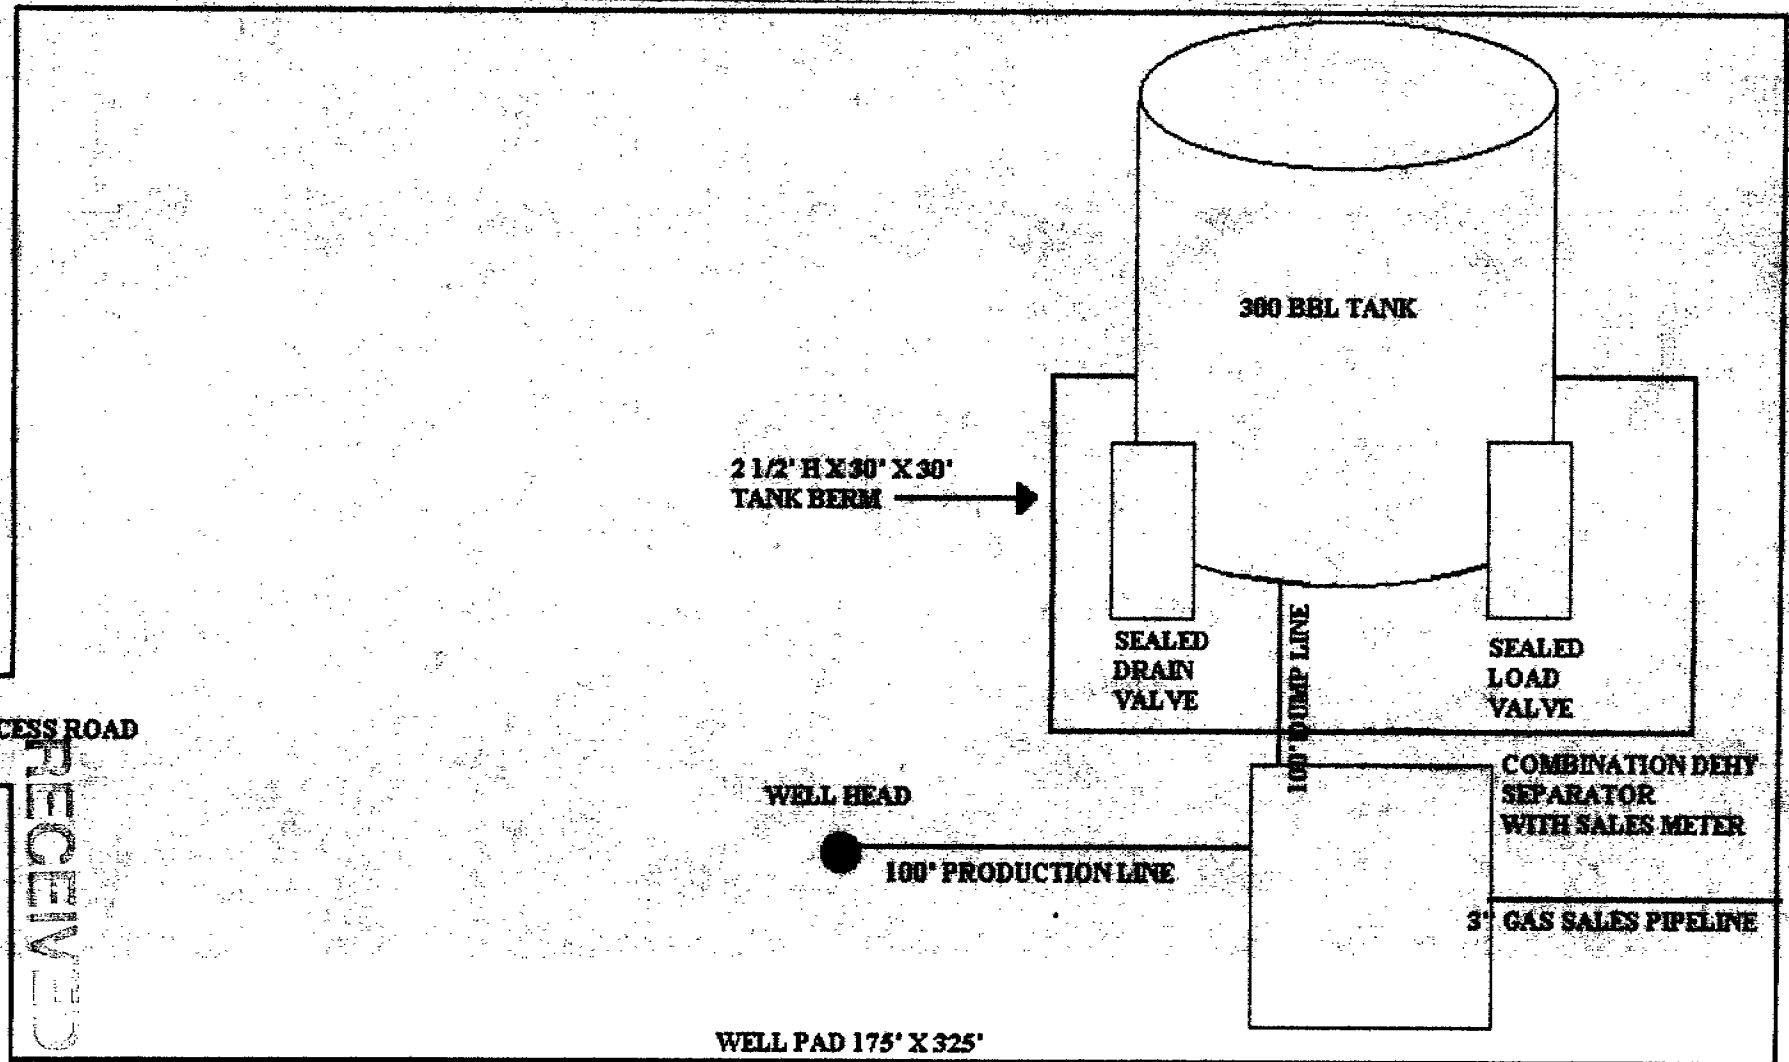 300 BBL TANK
2 1/2' H X 30' X 30'
TANK BERM
SEALED
DRAIN
VALVE
100' DUMP LINE
SEALED
LOAD
VALVE
CESS ROAD
RECEIVED
WELL HEAD
100' PRODUCTION LINE
COMBINATION DEHY
SEPARATOR
WITH SALES METER
3" GAS SALES PIPELINE
WELL PAD 175' X 325'